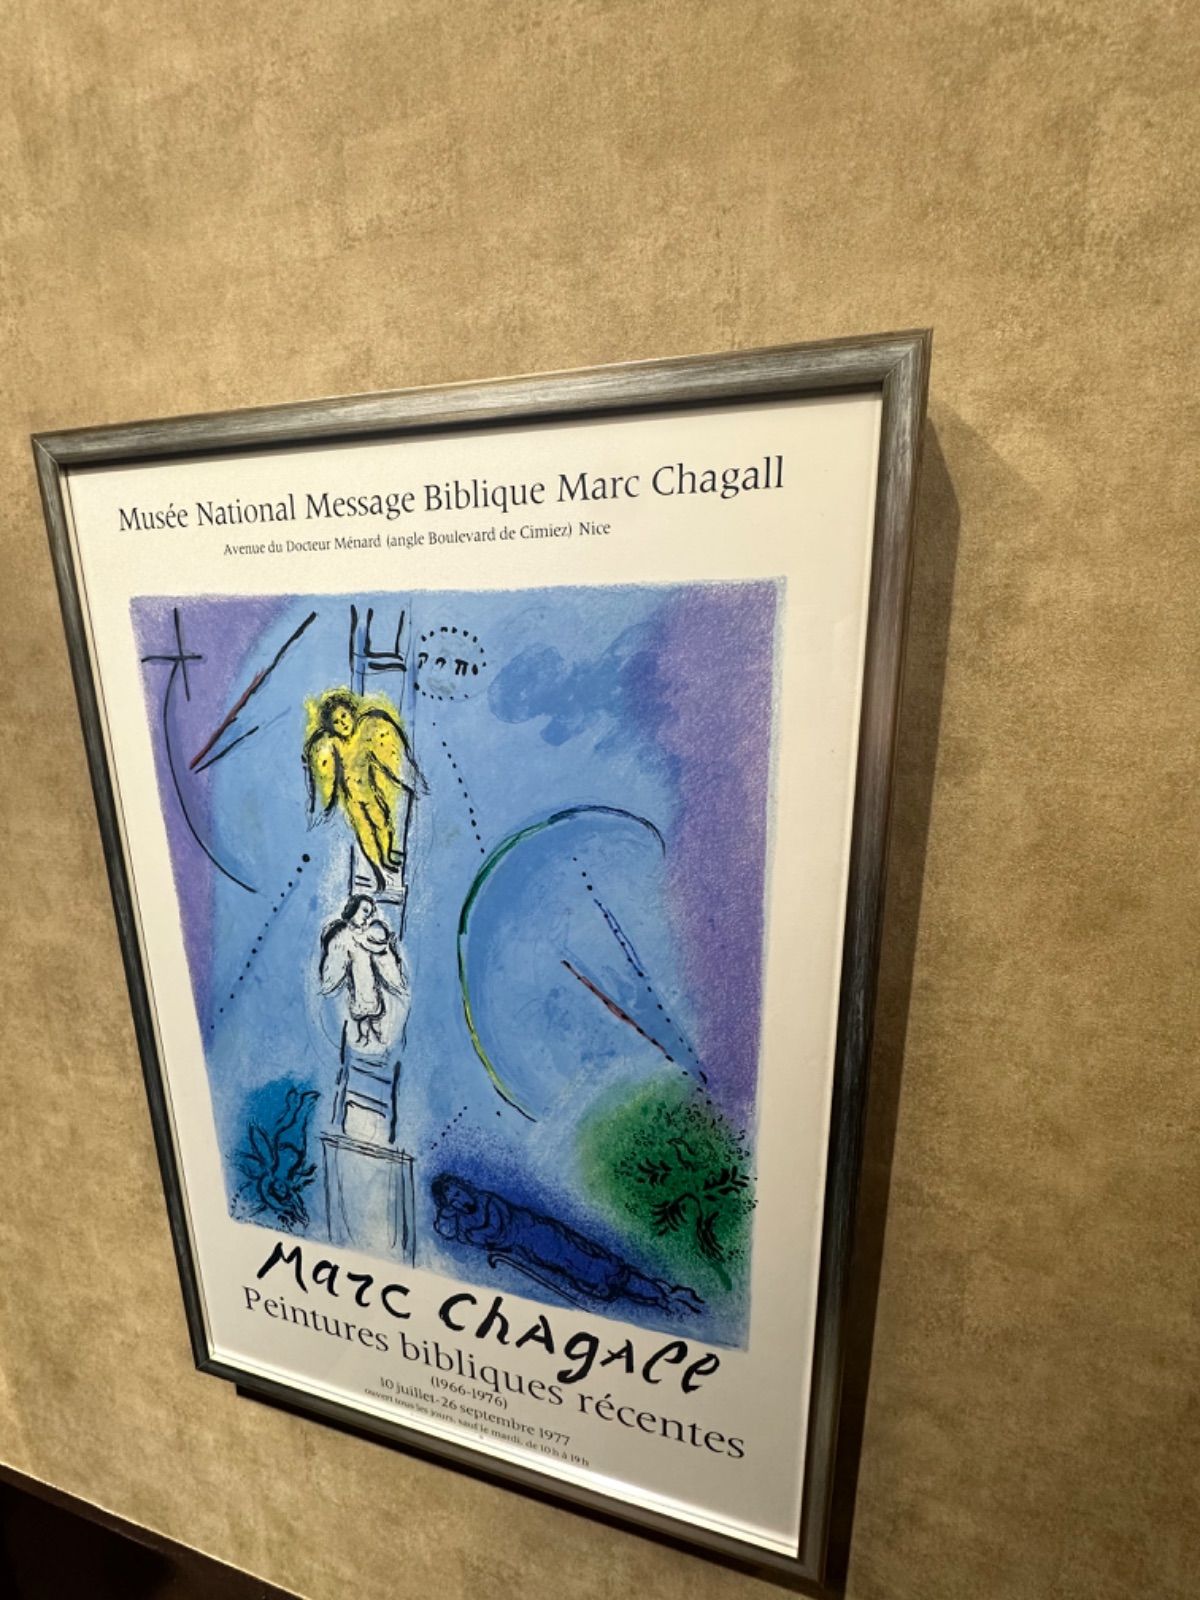 Musée National Message Biblique Marc Chagall
Avenue du Docteur Ménard (angle Boulevard de Cimiez) Nice
Marc Chagall
Peintures bibliques récentes
(1966-1976)
10 juillet-26 septembre 1977
ouvert tous les jours, sauf le mardi, de 10 h à 19 h